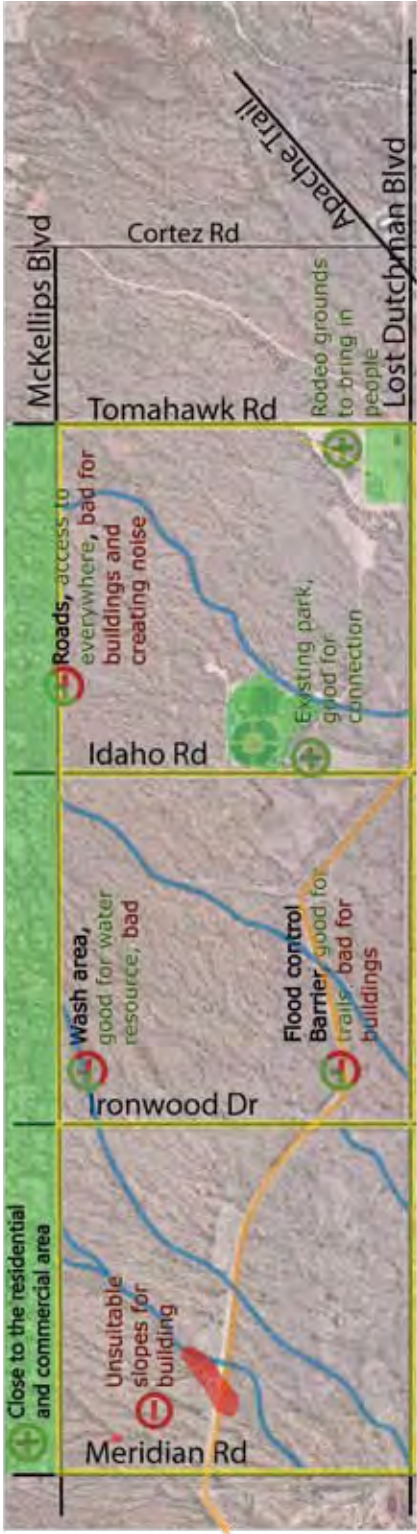 Close to the residential
and commercial area
McKellips Blvd
Meridian Rd
Unsuitable
slopes for
building
Ironwood Dr
Wash area,
good for water
resource, bad
Flood control
Barrier, good for
trails, bad for
buildings
Idaho Rd
Roads, access to
everywhere, bad for
buildings and
creating noise
Existing park,
good for
connection
Tomahawk Rd
Rodeo grounds
to bring in
people
Cortez Rd
Apache Trail
Lost Dutchman Blvd